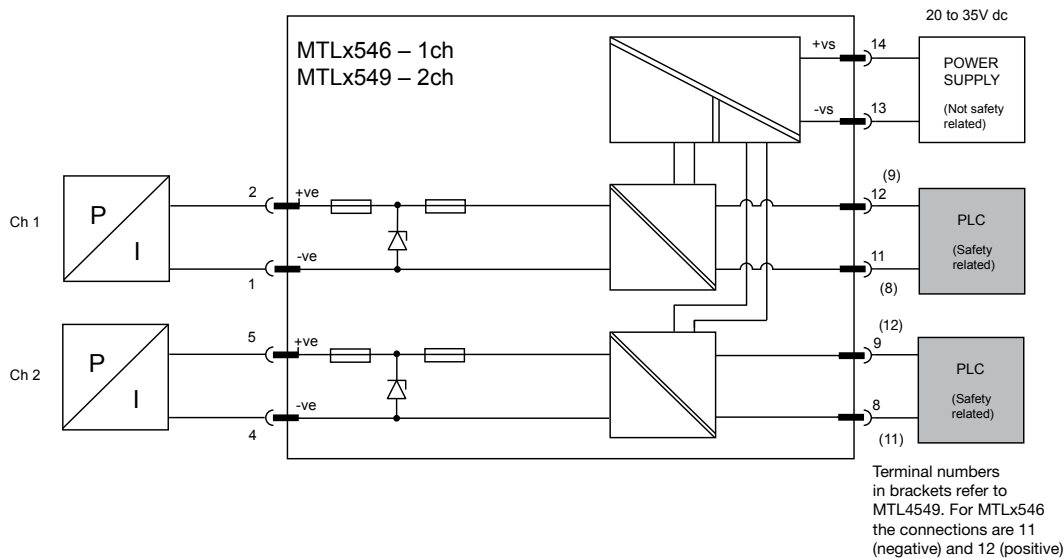 20 to 35V dc
MTLx546 – 1ch
MTLx549 – 2ch
+vs
14
POWER
SUPPLY
(Not safety
related)
-vs
13
Ch 1
P
I
2
+ve
1
-ve
(9)
12
11
(8)
PLC
(Safety
related)
Ch 2
P
I
5
+ve
4
-ve
(12)
9
8
(11)
PLC
(Safety
related)
Terminal numbers
in brackets refer to
MTL4549. For MTLx546
the connections are 11
(negative) and 12 (positive)